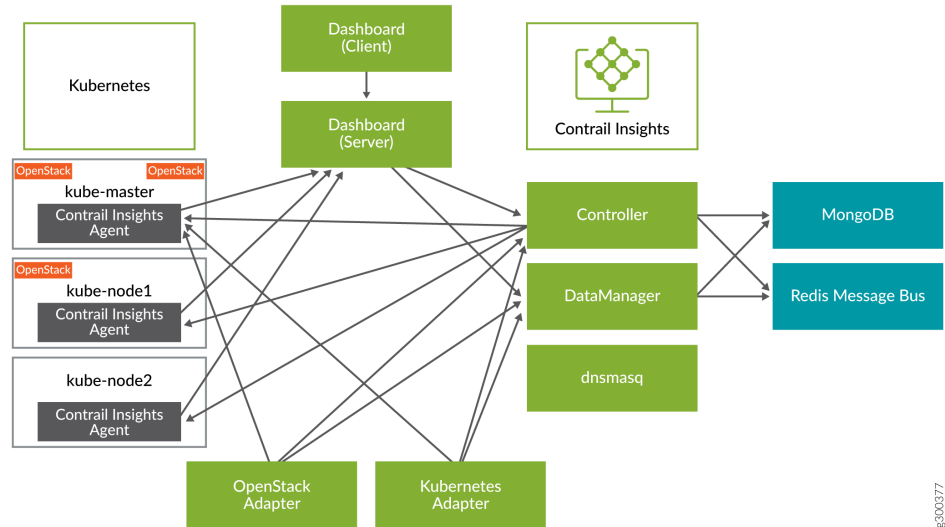 Dashboard
(Client)
Kubernetes
Contrail Insights
Dashboard
(Server)
OpenStack
OpenStack
kube-master
Contrail Insights
Agent
Controller
MongoDB
OpenStack
kube-node1
Contrail Insights
Agent
DataManager
Redis Message Bus
kube-node2
Contrail Insights
Agent
dnsmasq
OpenStack
Adapter
Kubernetes
Adapter
g300377